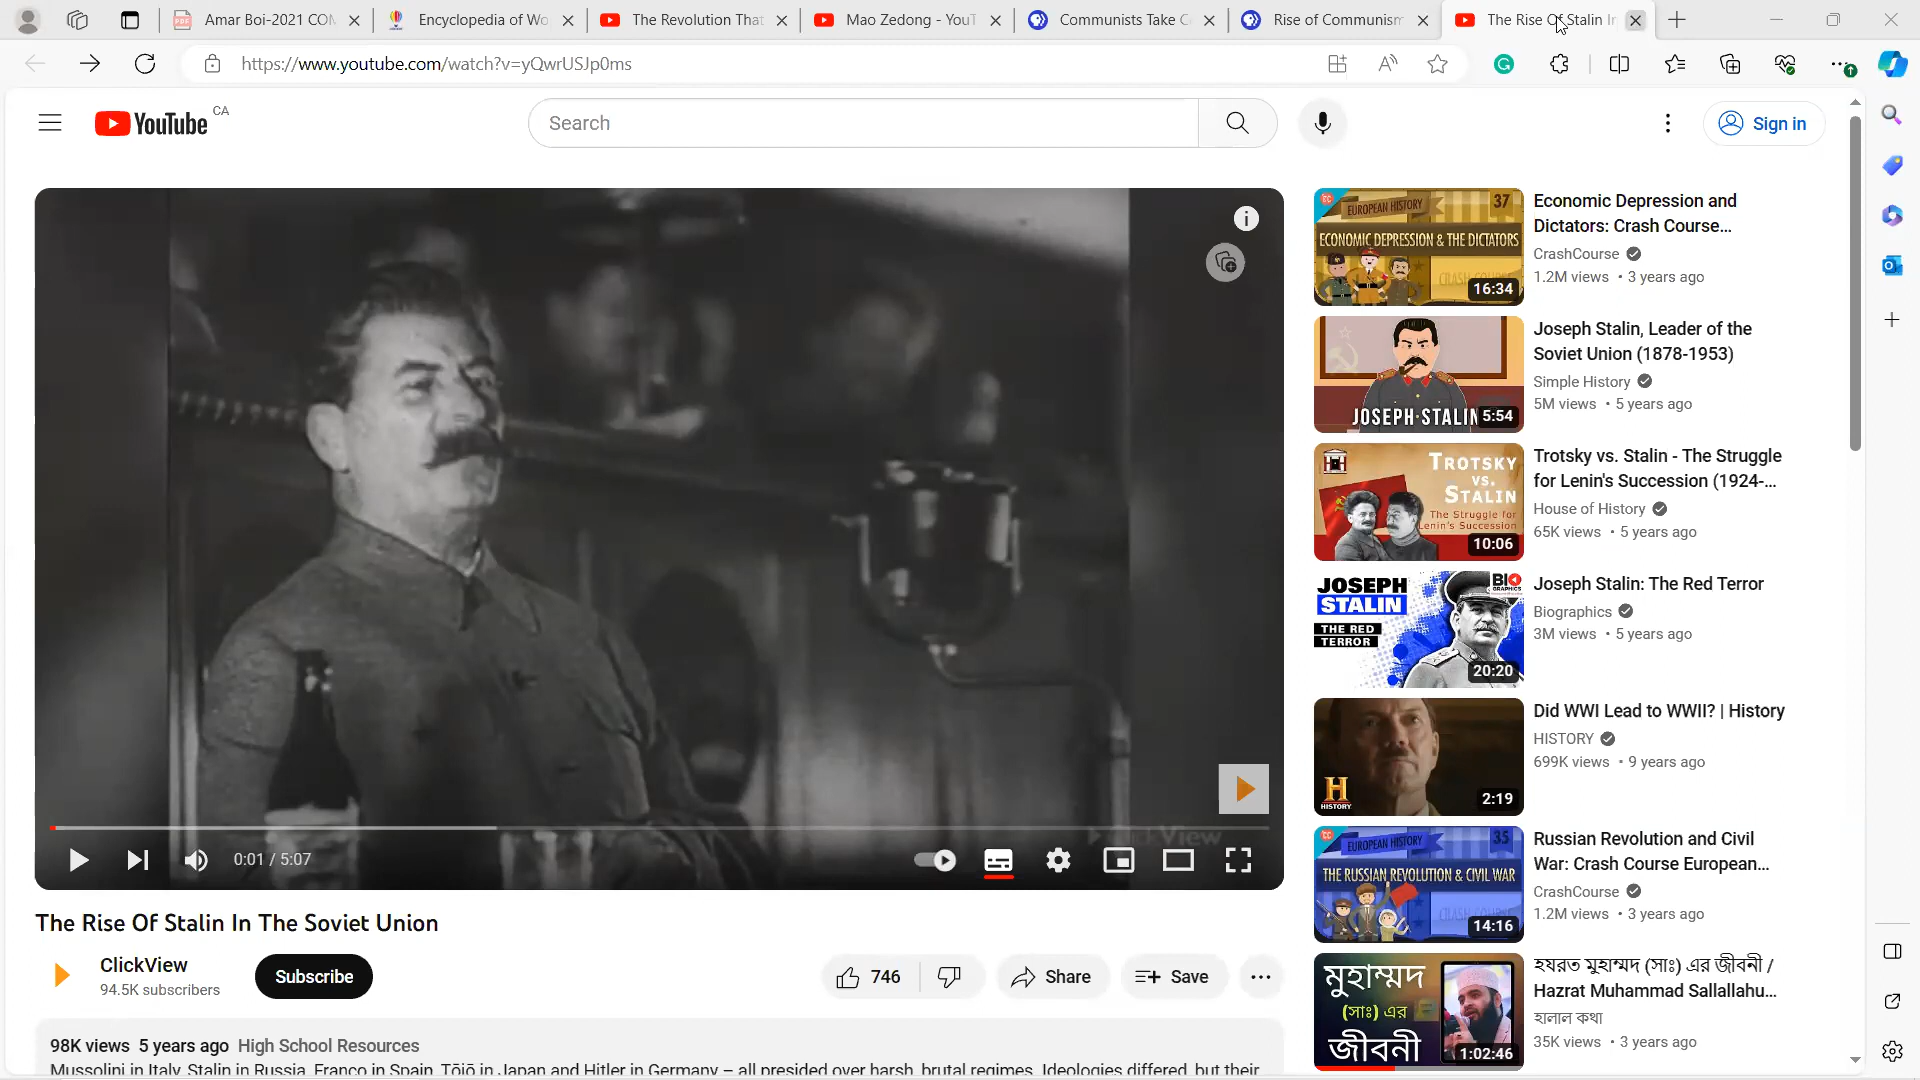 Amar Boi-2021 COM
Encyclopedia of Wo
The Revolution That
Mao Zedong - YouT
Communists Take C
Rise of Communism
The Rise Of Stalin In
https://www.youtube.com/watch?v=yQwrUSJp0ms
YouTube CA
Search
Sign in
EUROPEAN HISTORY 37
ECONOMIC DEPRESSION & THE DICTATORS
16:34
Economic Depression and
Dictators: Crash Course...
CrashCourse
1.2M views • 3 years ago
JOSEPH STALIN
5:54
Joseph Stalin, Leader of the
Soviet Union (1878-1953)
Simple History
5M views • 5 years ago
TROTSKY
VS.
STALIN
The Struggle for
Lenin's Succession
10:06
Trotsky vs. Stalin - The Struggle
for Lenin's Succession (1924-...
House of History
65K views • 5 years ago
JOSEPH
STALIN
THE RED
TERROR
BIO
GRAPHICS
20:20
Joseph Stalin: The Red Terror
Biographics
3M views • 5 years ago
H
HISTORY
2:19
Did WWI Lead to WWII? | History
HISTORY
699K views • 9 years ago
EUROPEAN HISTORY 35
THE RUSSIAN REVOLUTION & CIVIL WAR
14:16
Russian Revolution and Civil
War: Crash Course European...
CrashCourse
1.2M views • 3 years ago
মুহাম্মদ
(সাঃ) এর
জীবনী
1:02:46
হযরত মুহাম্মদ (সাঃ) এর জীবনী /
Hazrat Muhammad Sallallahu...
হালাল কথা
35K views • 3 years ago
0:01 / 5:07
The Rise Of Stalin In The Soviet Union
ClickView
94.5K subscribers
Subscribe
746
Share
Save
98K views 5 years ago High School Resources
Mussolini in Italy, Stalin in Russia, Franco in Spain, Tōjō in Japan and Hitler in Germany – all presided over harsh, brutal regimes. Ideologies differed, but their